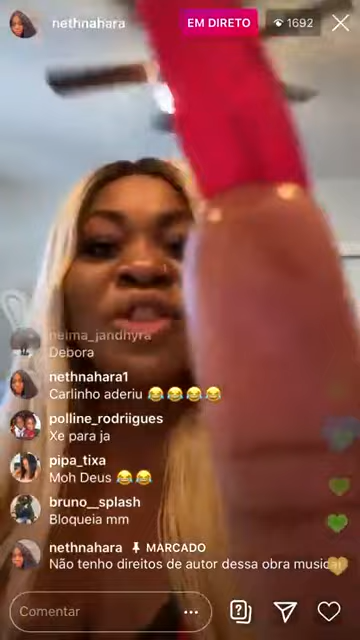 nethnahara EM DIRETO 1692
nelma_jandhyra
Debora
nethnahara1
Carlinho aderiu 😂😂😂😂
polline_rodriigues
Xe para ja
pipa_tixa
Moh Deus 😂😂
bruno__splash
Bloqueia mm
nethnahara MARCADO
Não tenho direitos de autor dessa obra musical
Comentar